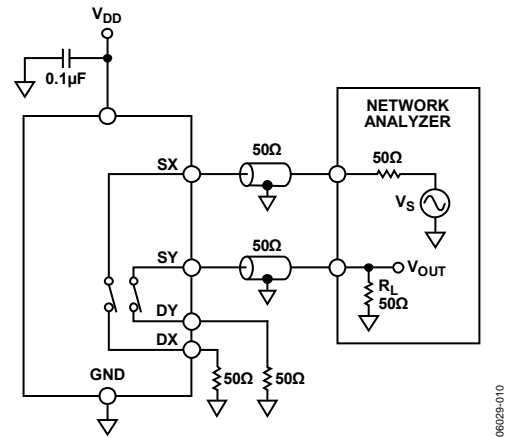 VDD
0.1µF
NETWORK
ANALYZER
50Ω
50Ω
SX
VS
50Ω
SY
VOUT
RL
50Ω
DY
DX
50Ω
50Ω
GND
06029-010